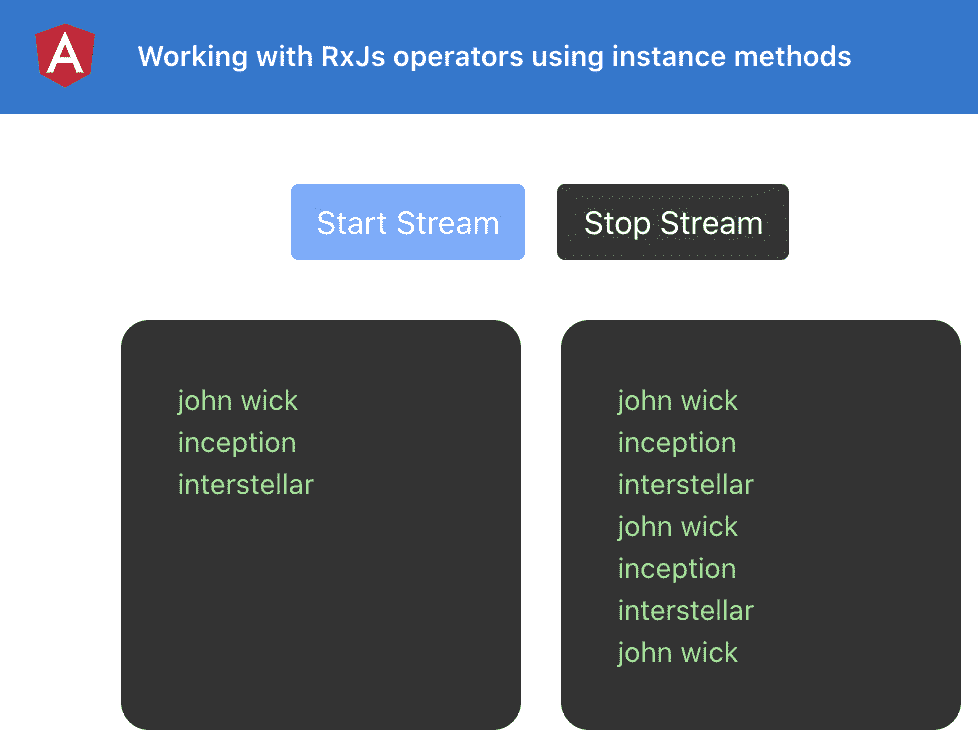 Working with RxJs operators using instance methods
Start Stream
Stop Stream
john wick
inception
interstellar
john wick
inception
interstellar
john wick
inception
interstellar
john wick